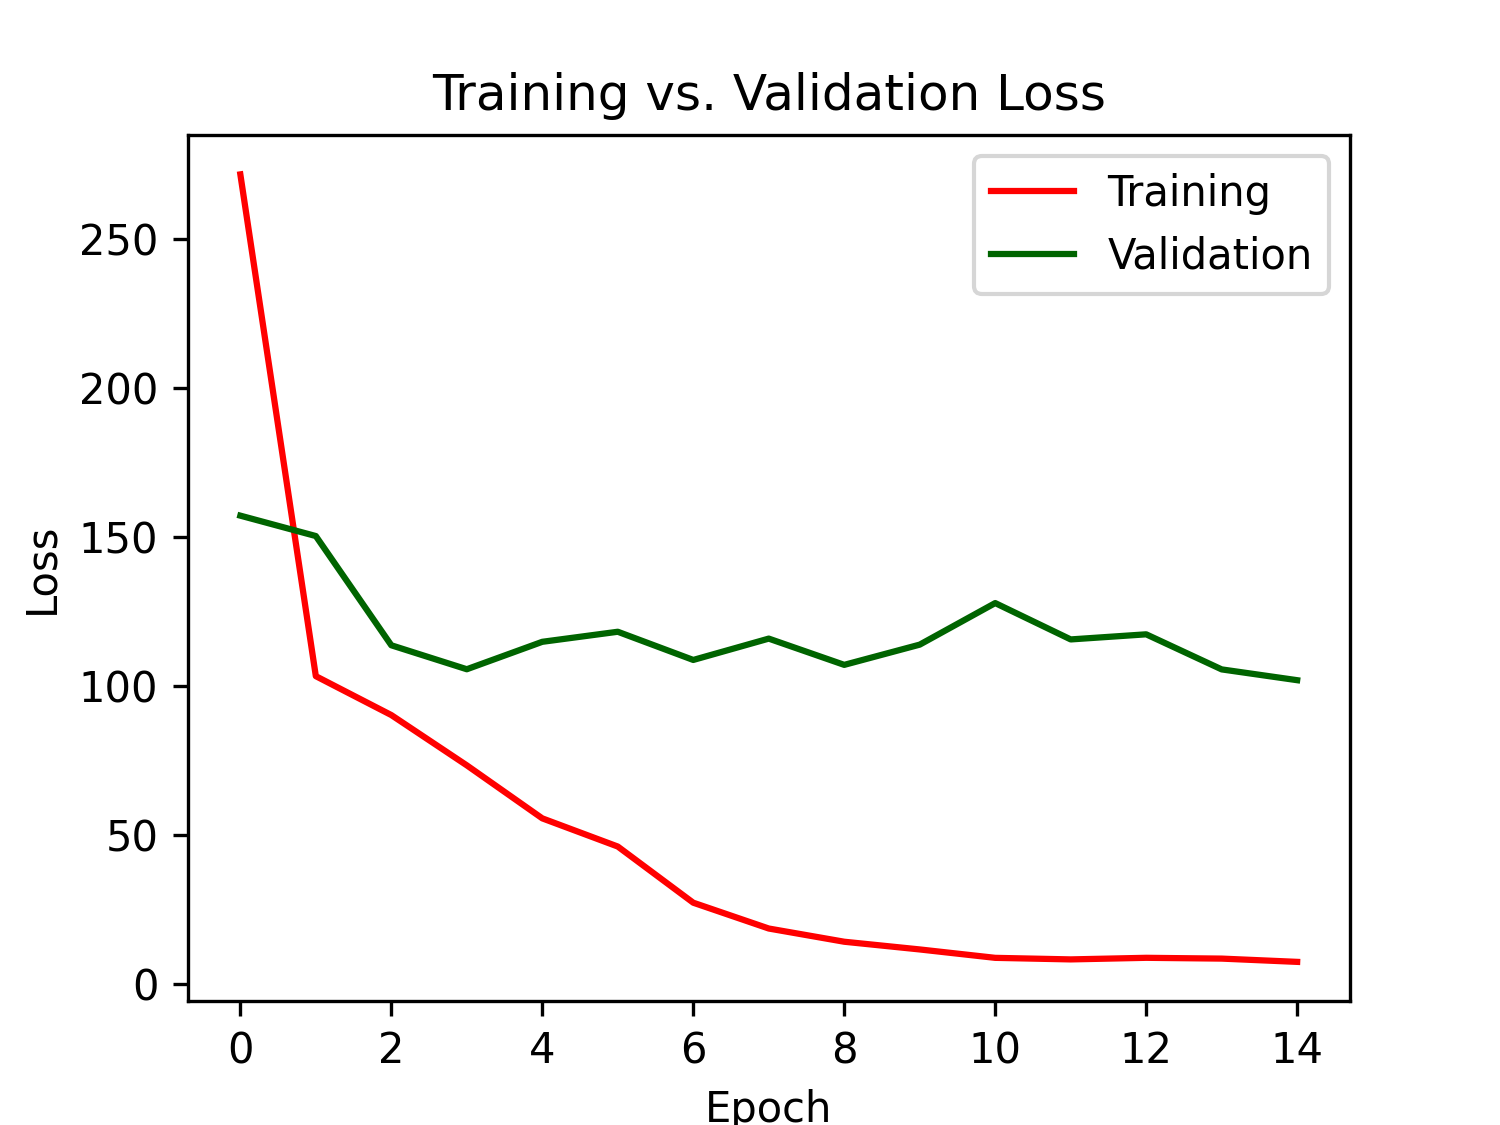 Training vs. Validation Loss
Training
Validation
250
200
150
100
50
0
Loss
0 2 4 6 8 10 12 14
Epoch